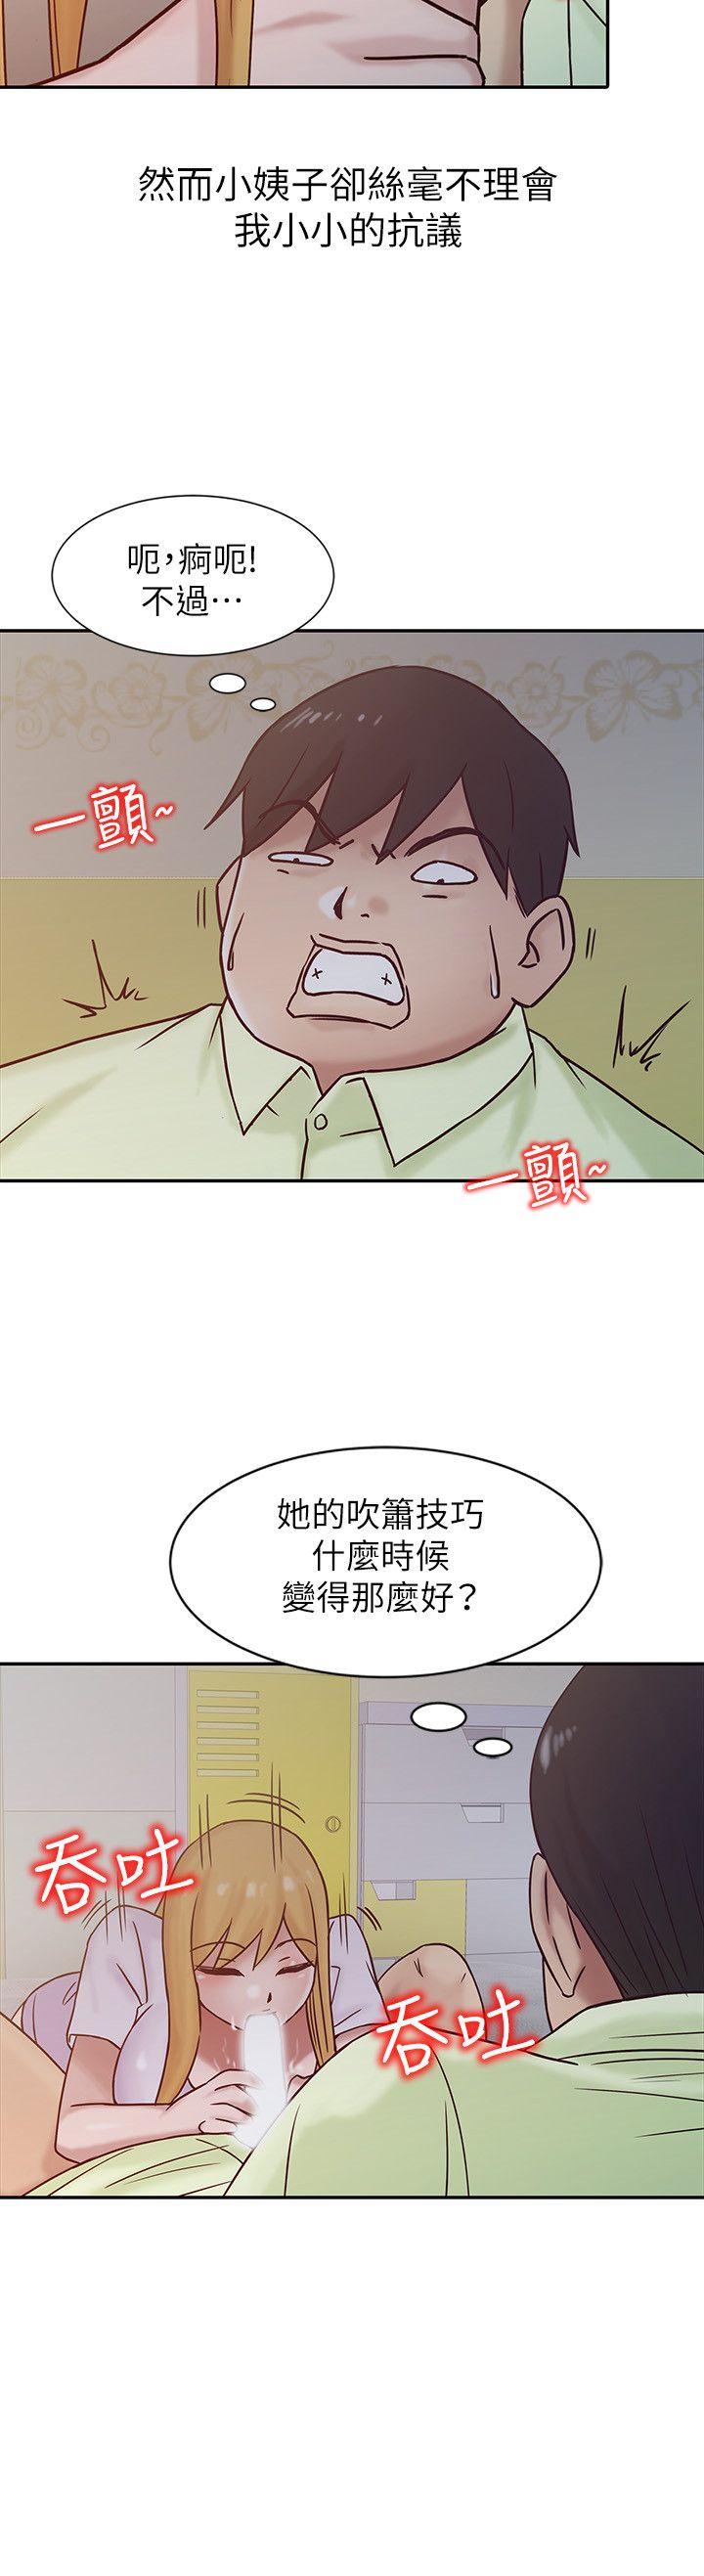 然而小姨子卻絲毫不理會
我小小的抗議
呃，痾呃！
不過…
一顫~
一顫~
她的吹簫技巧
什麼時候
變得那麼好？
吞吐
吞吐